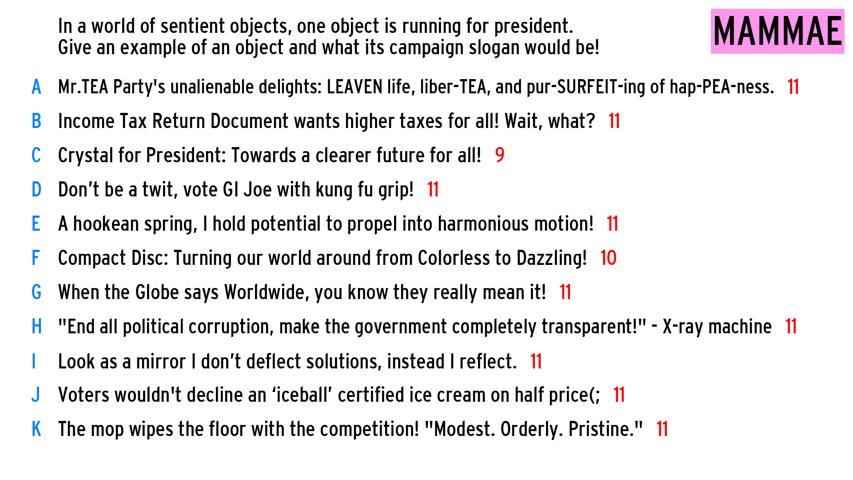 In a world of sentient objects, one object is running for president.
MAMMAE
Give an example of an object and what its campaign slogan would be!
A Mr.TEA Party's unalienable delights: LEAVEN life, liber-TEA, and pur-SURFEIT-ing of hap-PEA-ness. 11
B Income Tax Return Document wants higher taxes for all! Wait, what? 11
C Crystal for President: Towards a clearer future for all! 9
D Don't be a twit, vote GI Joe with kung fu grip! 11
E A hookean spring, I hold potential to propel into harmonious motion! 11
F Compact Disc: Turning our world around from Colorless to Dazzling! 10
G When the Globe says Worldwide, you know they really mean it! 11
H "End all political corruption, make the government completely transparent!" - X-ray machine 11
I Look as a mirror I don’t deflect solutions, instead I reflect. 11
J Voters wouldn't decline an ‘iceball’ certified ice cream on half price(; 11
K The mop wipes the floor with the competition! "Modest. Orderly. Pristine." 11